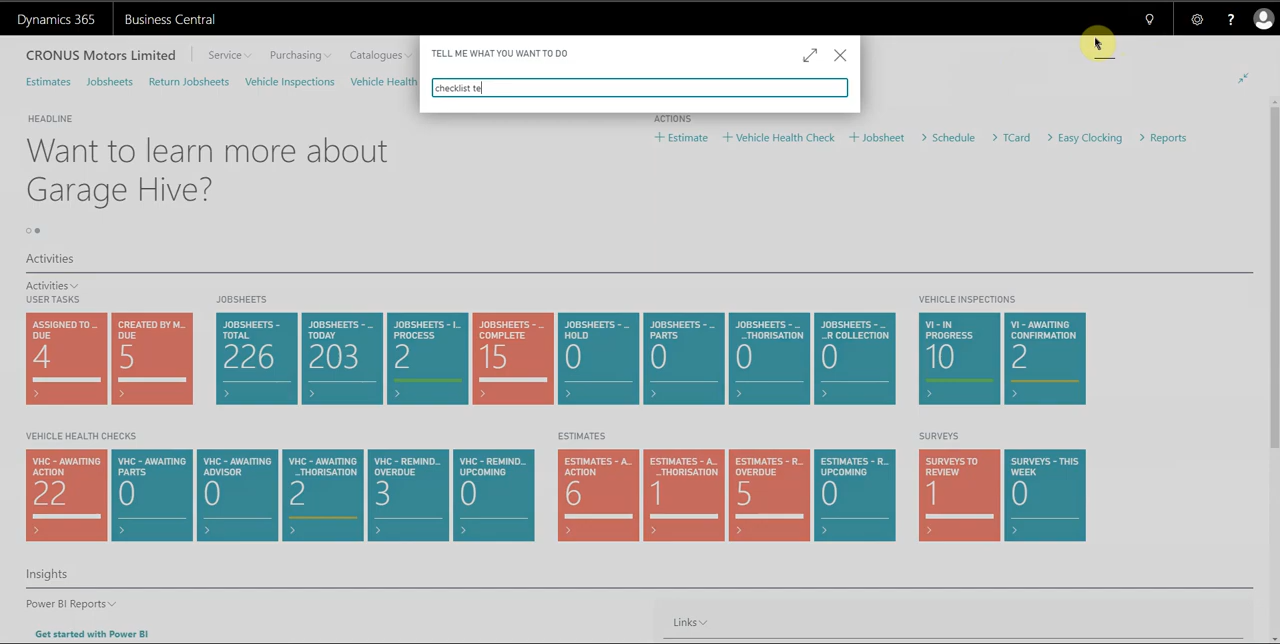 Dynamics 365 Business Central ?
CRONUS Motors Limited Service Purchasing Catalogues
Estimates Jobsheets Return Jobsheets Vehicle Inspections Vehicle Health
TELL ME WHAT YOU WANT TO DO
checklist te
HEADLINE
Want to learn more about
Garage Hive?
ACTIONS
+ Estimate + Vehicle Health Check + Jobsheet > Schedule > TCard > Easy Clocking > Reports
Activities
Activities
USER TASKS
ASSIGNED TO ...
DUE
4
CREATED BY M...
DUE
5
JOBSHEETS
JOBSHEETS -
TOTAL
226
JOBSHEETS - ...
TODAY
203
JOBSHEETS - I...
PROCESS
2
JOBSHEETS - ...
COMPLETE
15
JOBSHEETS - ...
HOLD
0
JOBSHEETS - ...
PARTS
0
JOBSHEETS - ...
...THORISATION
0
JOBSHEETS - ...
...R COLLECTION
0
VEHICLE INSPECTIONS
VI - IN
PROGRESS
10
VI - AWAITING
CONFIRMATION
2
VEHICLE HEALTH CHECKS
VHC - AWAITING
ACTION
22
VHC - AWAITING
PARTS
0
VHC - AWAITING
ADVISOR
0
VHC - AWAITING
...THORISATION
2
VHC - REMIND...
OVERDUE
3
VHC - REMIND...
UPCOMING
0
ESTIMATES
ESTIMATES - A...
ACTION
6
ESTIMATES - A...
...THORISATION
1
ESTIMATES - R...
OVERDUE
5
ESTIMATES - R...
UPCOMING
0
SURVEYS
SURVEYS TO
REVIEW
1
SURVEYS - THIS
WEEK
0
Insights
Power BI Reports
Get started with Power BI
Links